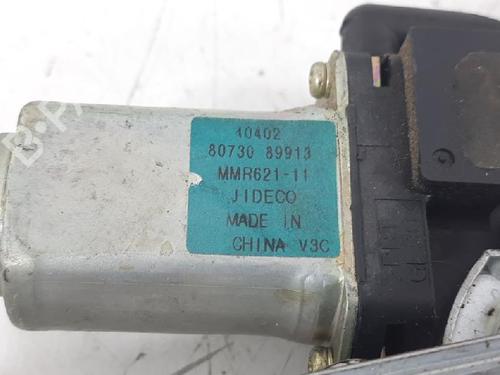 40402
80730 89913
MMR621-11
JIDECO
MADE IN
CHINA V3C